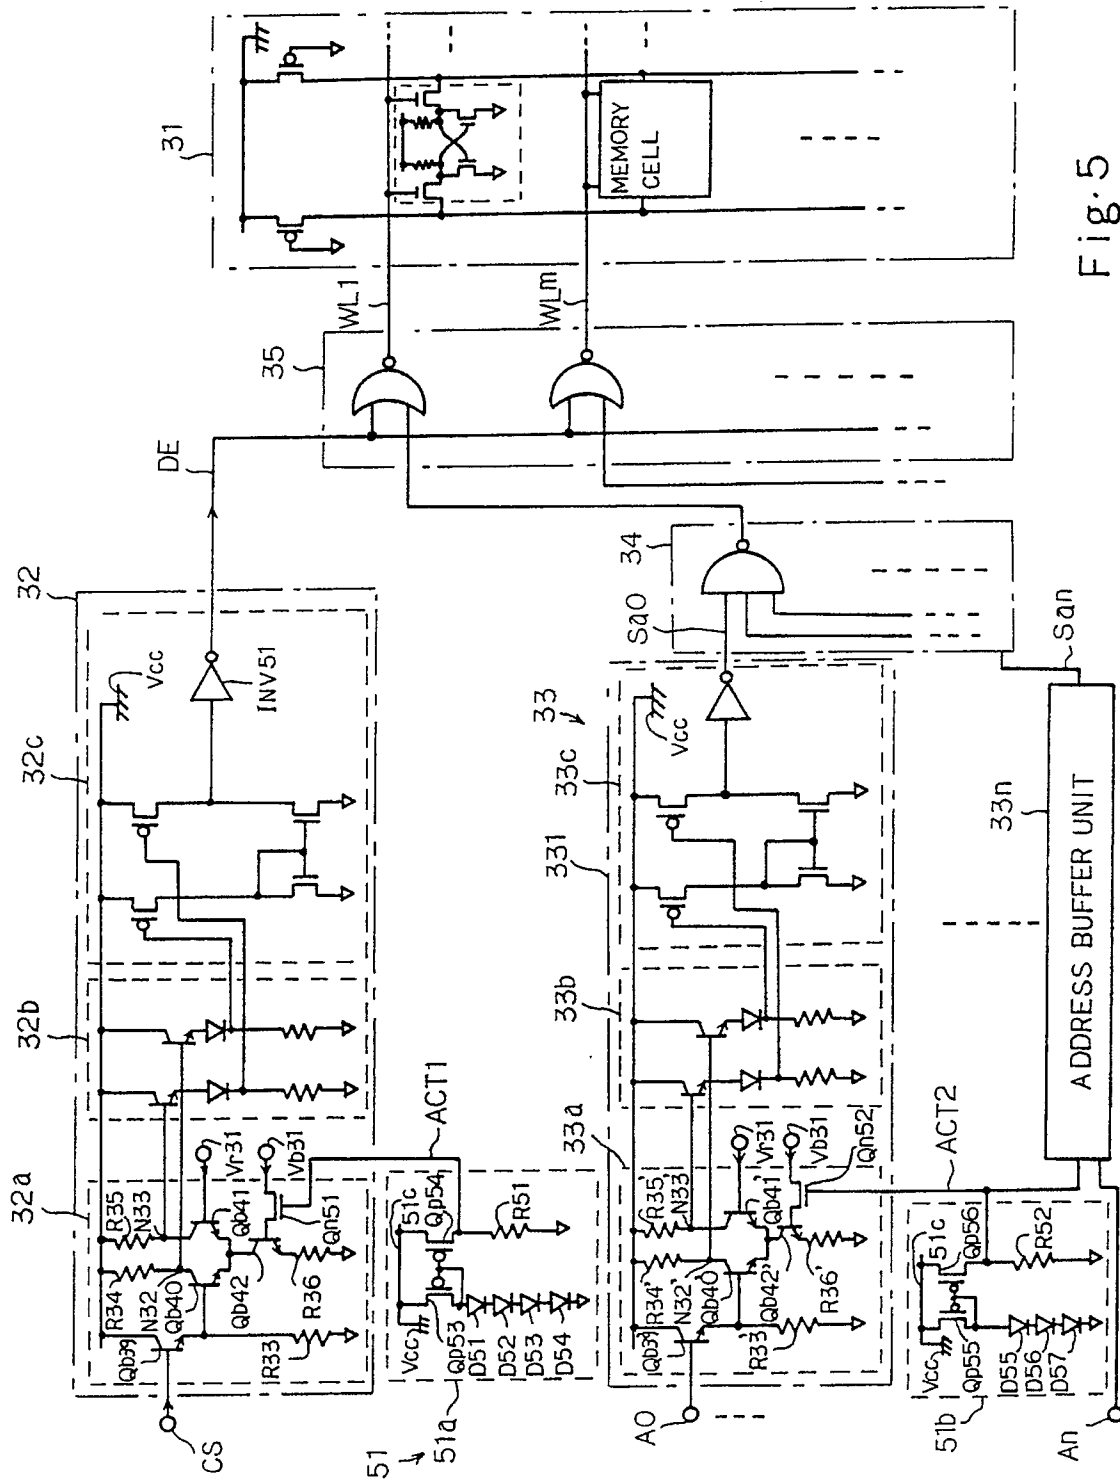 Fig. 5
31
WL1
WLm
MEMORY
CELL
35
DE
32
32a
32b
32c
Vcc
INV51
R35
N33
R34
N32
Qb39
Qb40
Qb41
Qb42
Vr31
Vb31
Qn51
R36
R33
CS
ACT1
51
51a
51c
Vcc
Qp53
Qp54
D51
D52
D53
D54
R51
34
Sa0
San
33
331
33a
33b
33c
Vcc
R35'
N33'
R34'
N32'
Qb39'
Qb40'
Qb41'
Qb42'
Vr31
Vb31
Qn52
R36'
R33'
A0
ACT2
51b
51c
Vcc
Qp55
Qp56
D55
D56
D57
R52
An
33n
ADDRESS BUFFER UNIT